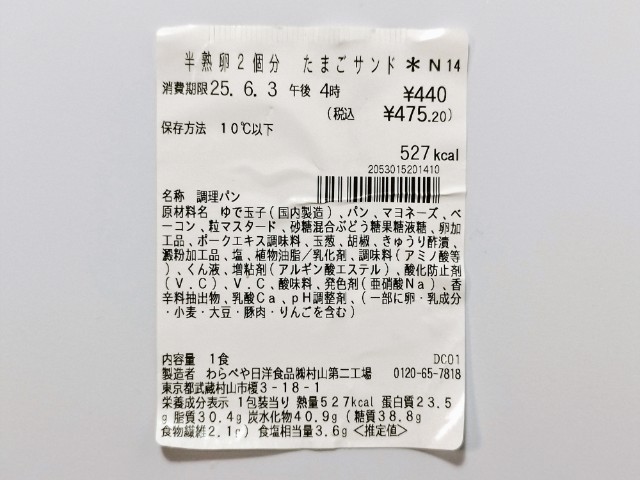 半熟卵2個分 たまごサンド ＊N14
消費期限25. 6. 3 午後 4時 ¥440
(税込 ¥475.20)
保存方法 10℃以下
527kcal
2053015201410
名称 調理パン
原材料名 ゆで玉子(国内製造)、パン、マヨネーズ、ベ
ーコン、粒マスタード、砂糖混合ぶどう糖果糖液糖、卵加
工品、ポークエキス調味料、玉葱、胡椒、きゅうり酢漬、
澱粉加工品、塩、植物油脂／乳化剤、調味料(アミノ酸等
)、くん液、増粘剤(アルギン酸エステル)、酸化防止剤
(V.C)、V.C、酸味料、発色剤(亜硝酸Na)、香
辛料抽出物、乳酸Ca、pH調整剤、(一部に卵・乳成分
・小麦・大豆・豚肉・りんごを含む)
内容量 1食 DC01
製造者 わらべや日洋食品㈱村山第二工場 0120-65-7818
東京都武蔵村山市榎3-18-1
栄養成分表示 1包装当り 熱量527kcal 蛋白質23.5
g 脂質30.4g 炭水化物40.9g(糖質38.8g
食物繊維2.1g) 食塩相当量3.6g <推定値>